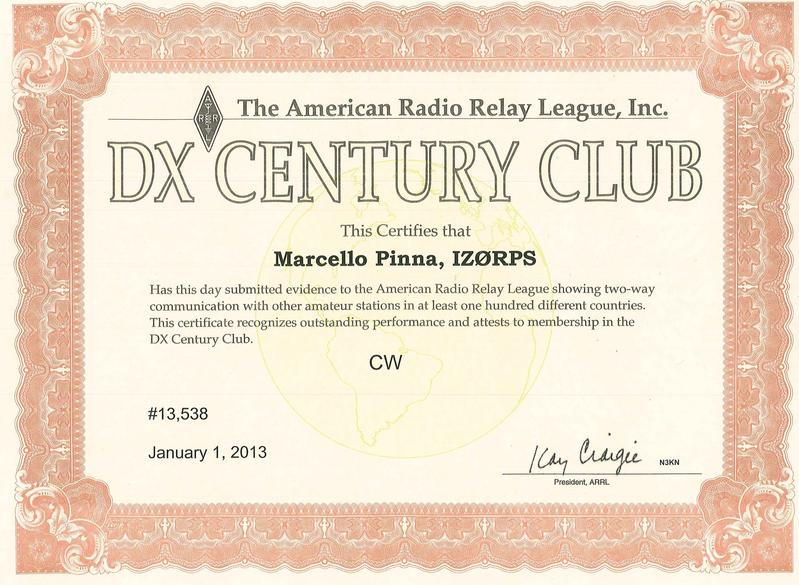 The American Radio Relay League, Inc.
ARRL
DX CENTURY CLUB
This Certifies that
Marcello Pinna, IZØRPS
Has this day submitted evidence to the American Radio Relay League showing two-way
communication with other amateur stations in at least one hundred different countries.
This certificate recognizes outstanding performance and attests to membership in the
DX Century Club.
CW
#13,538
January 1, 2013
Kay Craigie N3KN
President, ARRL